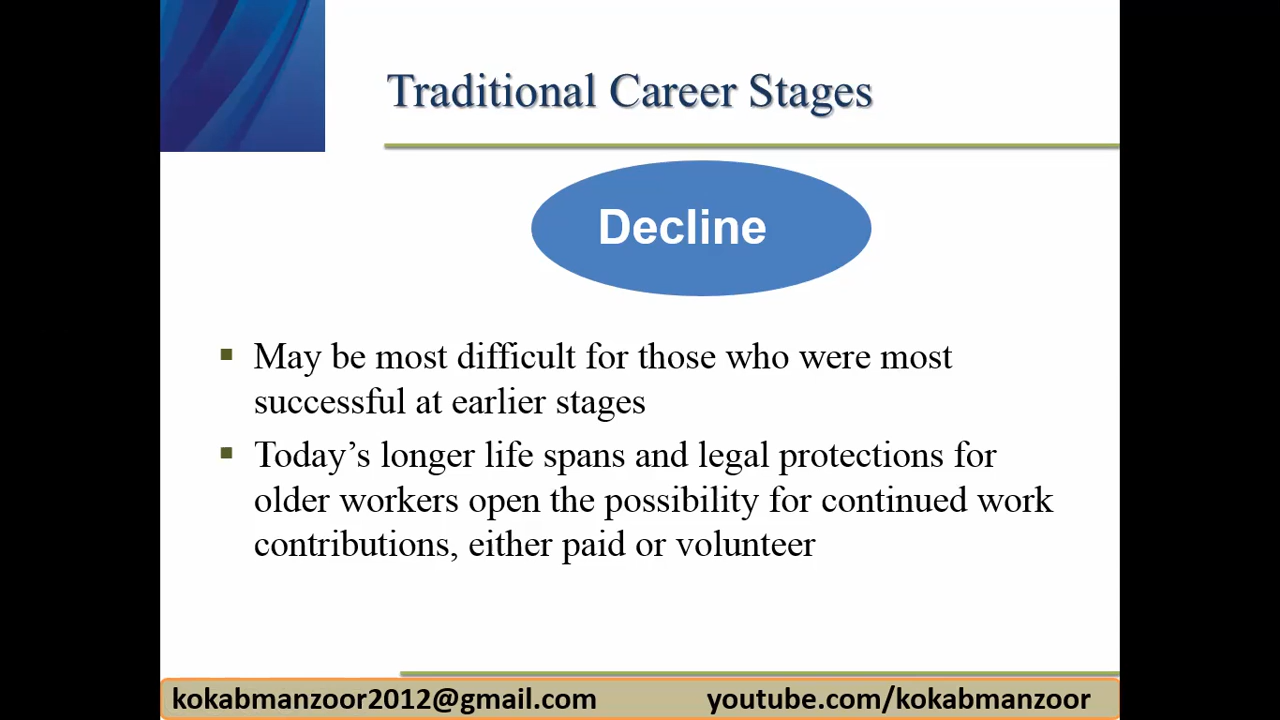 Traditional Career Stages
Decline
▪ May be most difficult for those who were most
successful at earlier stages
▪ Today’s longer life spans and legal protections for
older workers open the possibility for continued work
contributions, either paid or volunteer
kokabmanzoor2012@gmail.com
youtube.com/kokabmanzoor